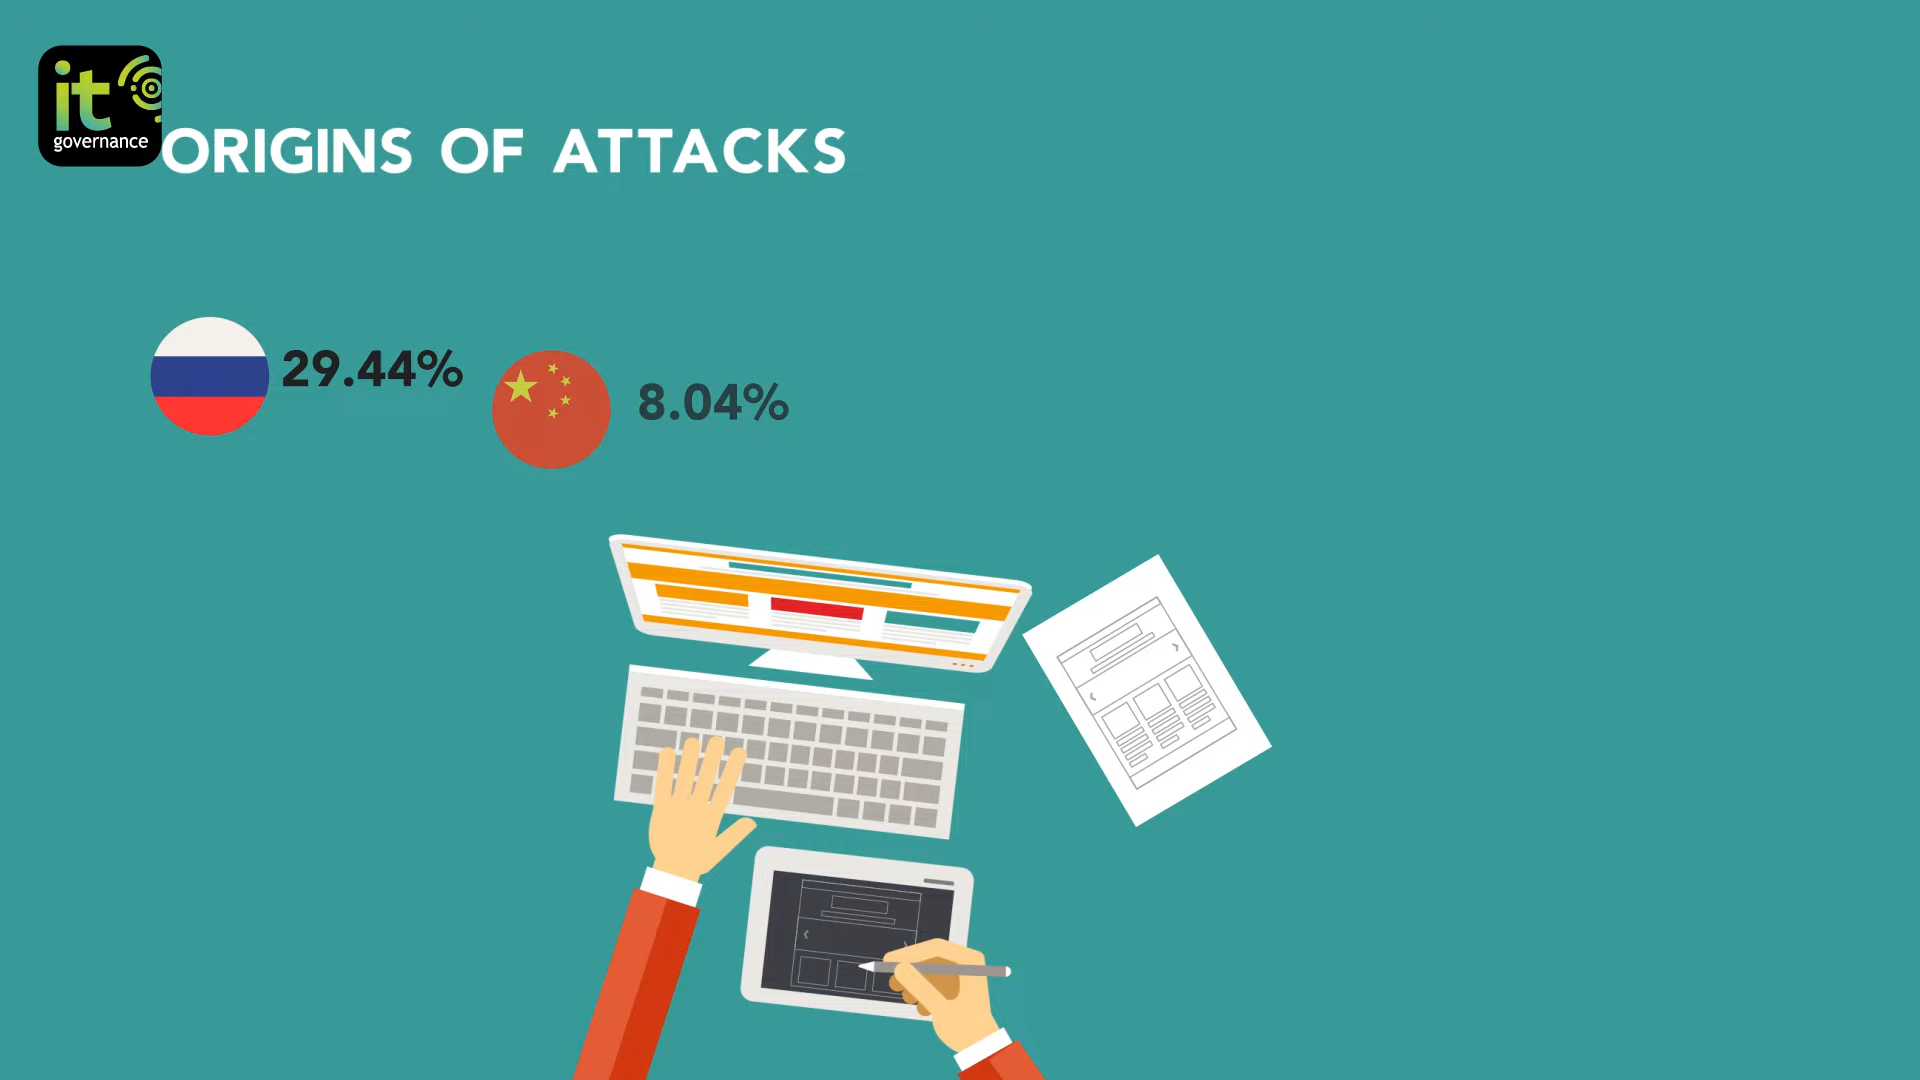 it
governance
ORIGINS OF ATTACKS
29.44%
8.04%